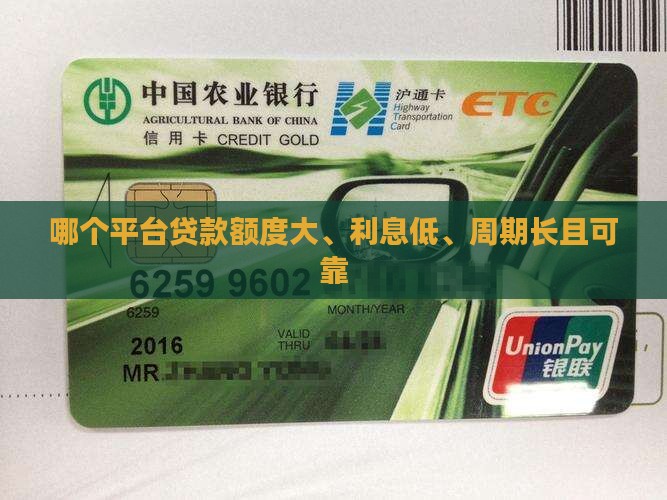 中国农业银行
AGRICULTURAL BANK OF CHINA
信用卡 CREDIT GOLD
沪通卡
Highway
Transportation
Card
ETC
哪个平台贷款额度大、利息低、周期长且可
靠
6259 9602
6259
MONTH/YEAR
2016
VALID
THRU
MR.
UnionPay
银联